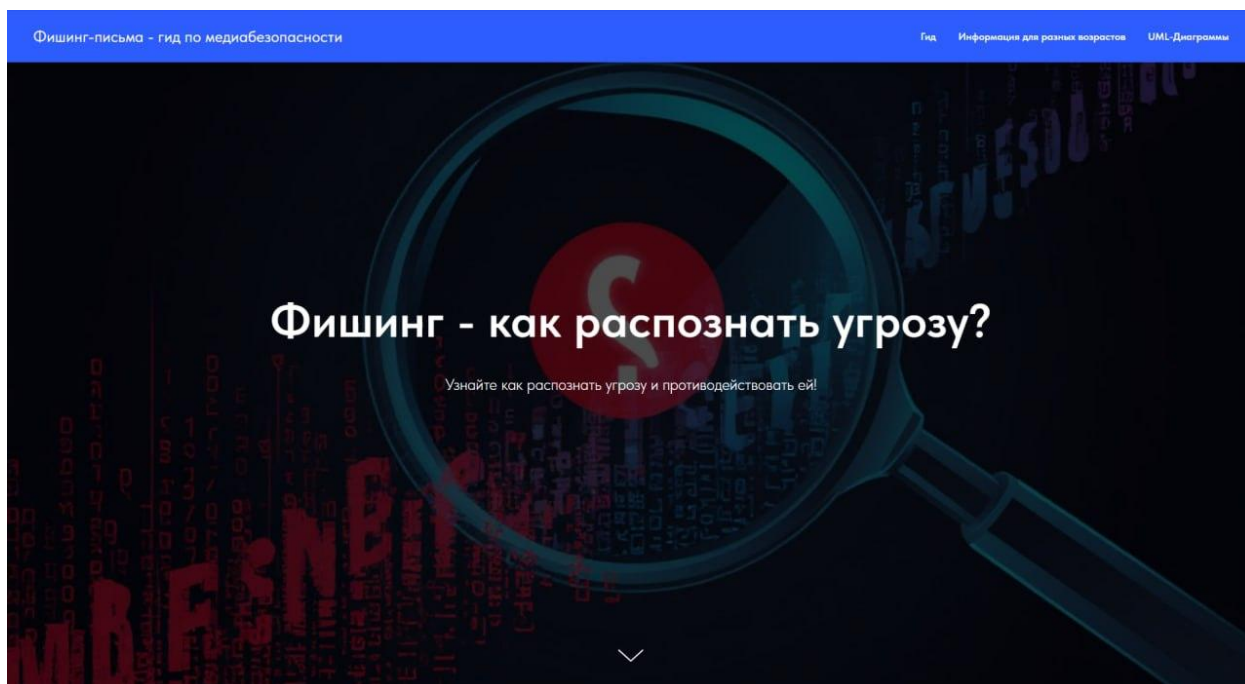 Фишинг-письма - гид по медиабезопасности
Гид
Информация для разных возрастов
UML-Диаграммы
Фишинг - как распознать угрозу?
Узнайте как распознать угрозу и противодействовать ей!